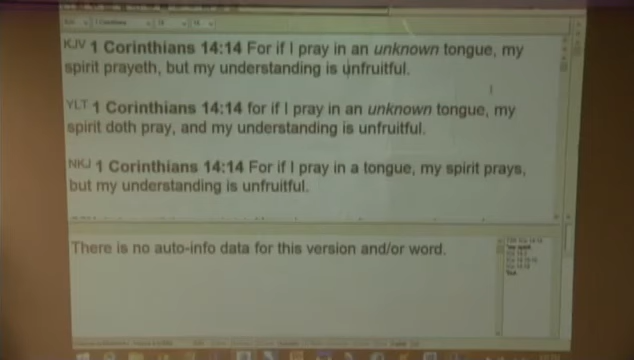 KJV 1 Corinthians 14:14 For if I pray in an unknown tongue, my
spirit prayeth, but my understanding is unfruitful.
YLT 1 Corinthians 14:14 for if I pray in an unknown tongue, my
spirit doth pray, and my understanding is unfruitful.
NKJ 1 Corinthians 14:14 For if I pray in a tongue, my spirit prays,
but my understanding is unfruitful.
There is no auto-info data for this version and/or word.